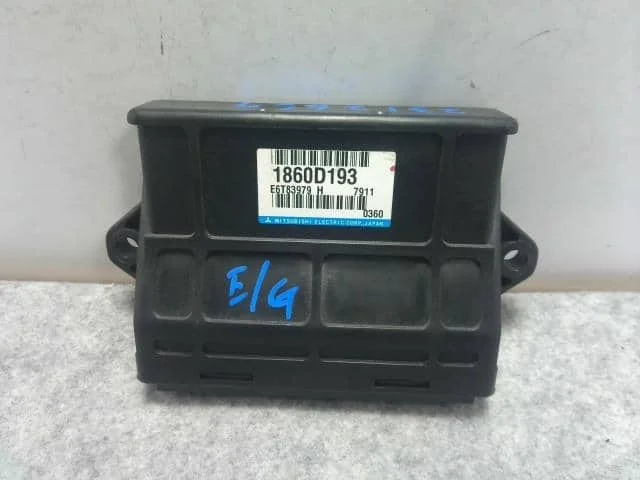 1860D193
E6T83979 H 7911
0360
MITSUBISHI ELECTRIC CORP., JAPAN
E/G